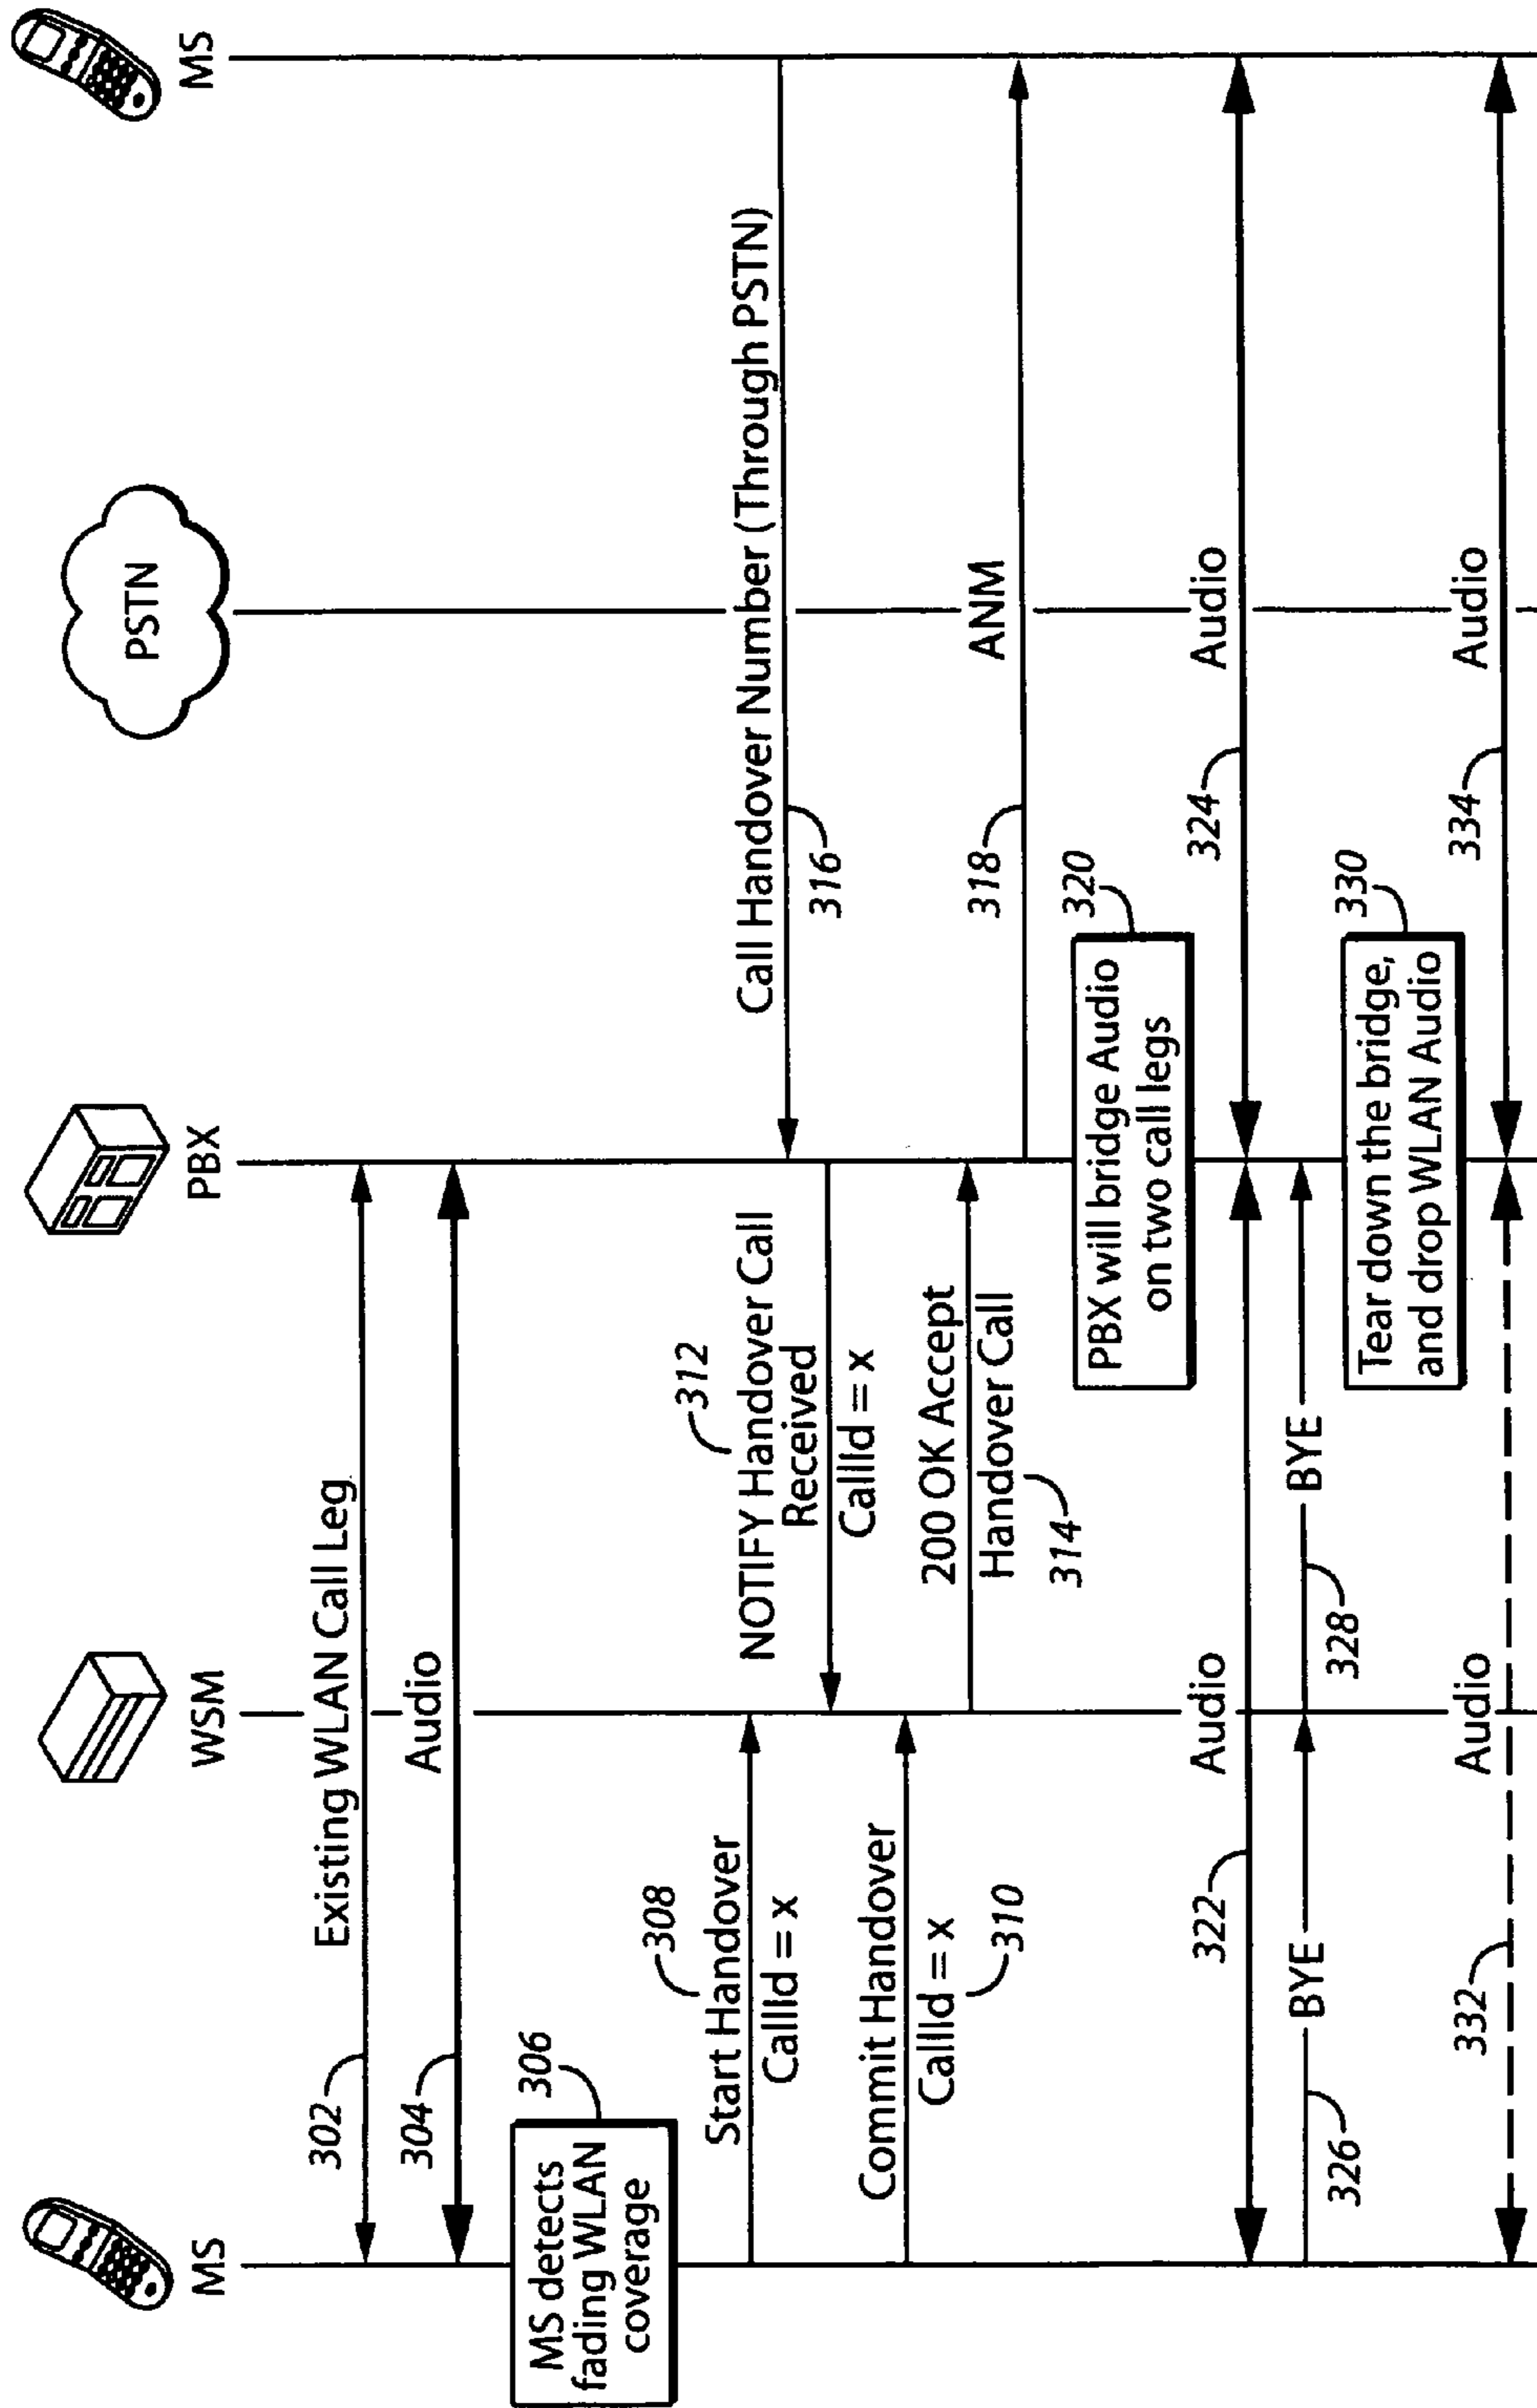 MS
WSM
PBX
PSTN
MS
Existing WLAN Call Leg
302
Audio
304
MS detects
fading WLAN
coverage
306
308
Start Handover
CallId = x
Call Handover Number (Through PSTN)
316
312
NOTIFY Handover Call
Received
CallId = x
Commit Handover
CallId = x
310
200 OK Accept
Handover Call
314
ANM
318
PBX will bridge Audio
on two call legs
320
Audio
322
Audio
324
BYE
326
BYE
328
Tear down the bridge,
and drop WLAN Audio
330
Audio
332
Audio
334